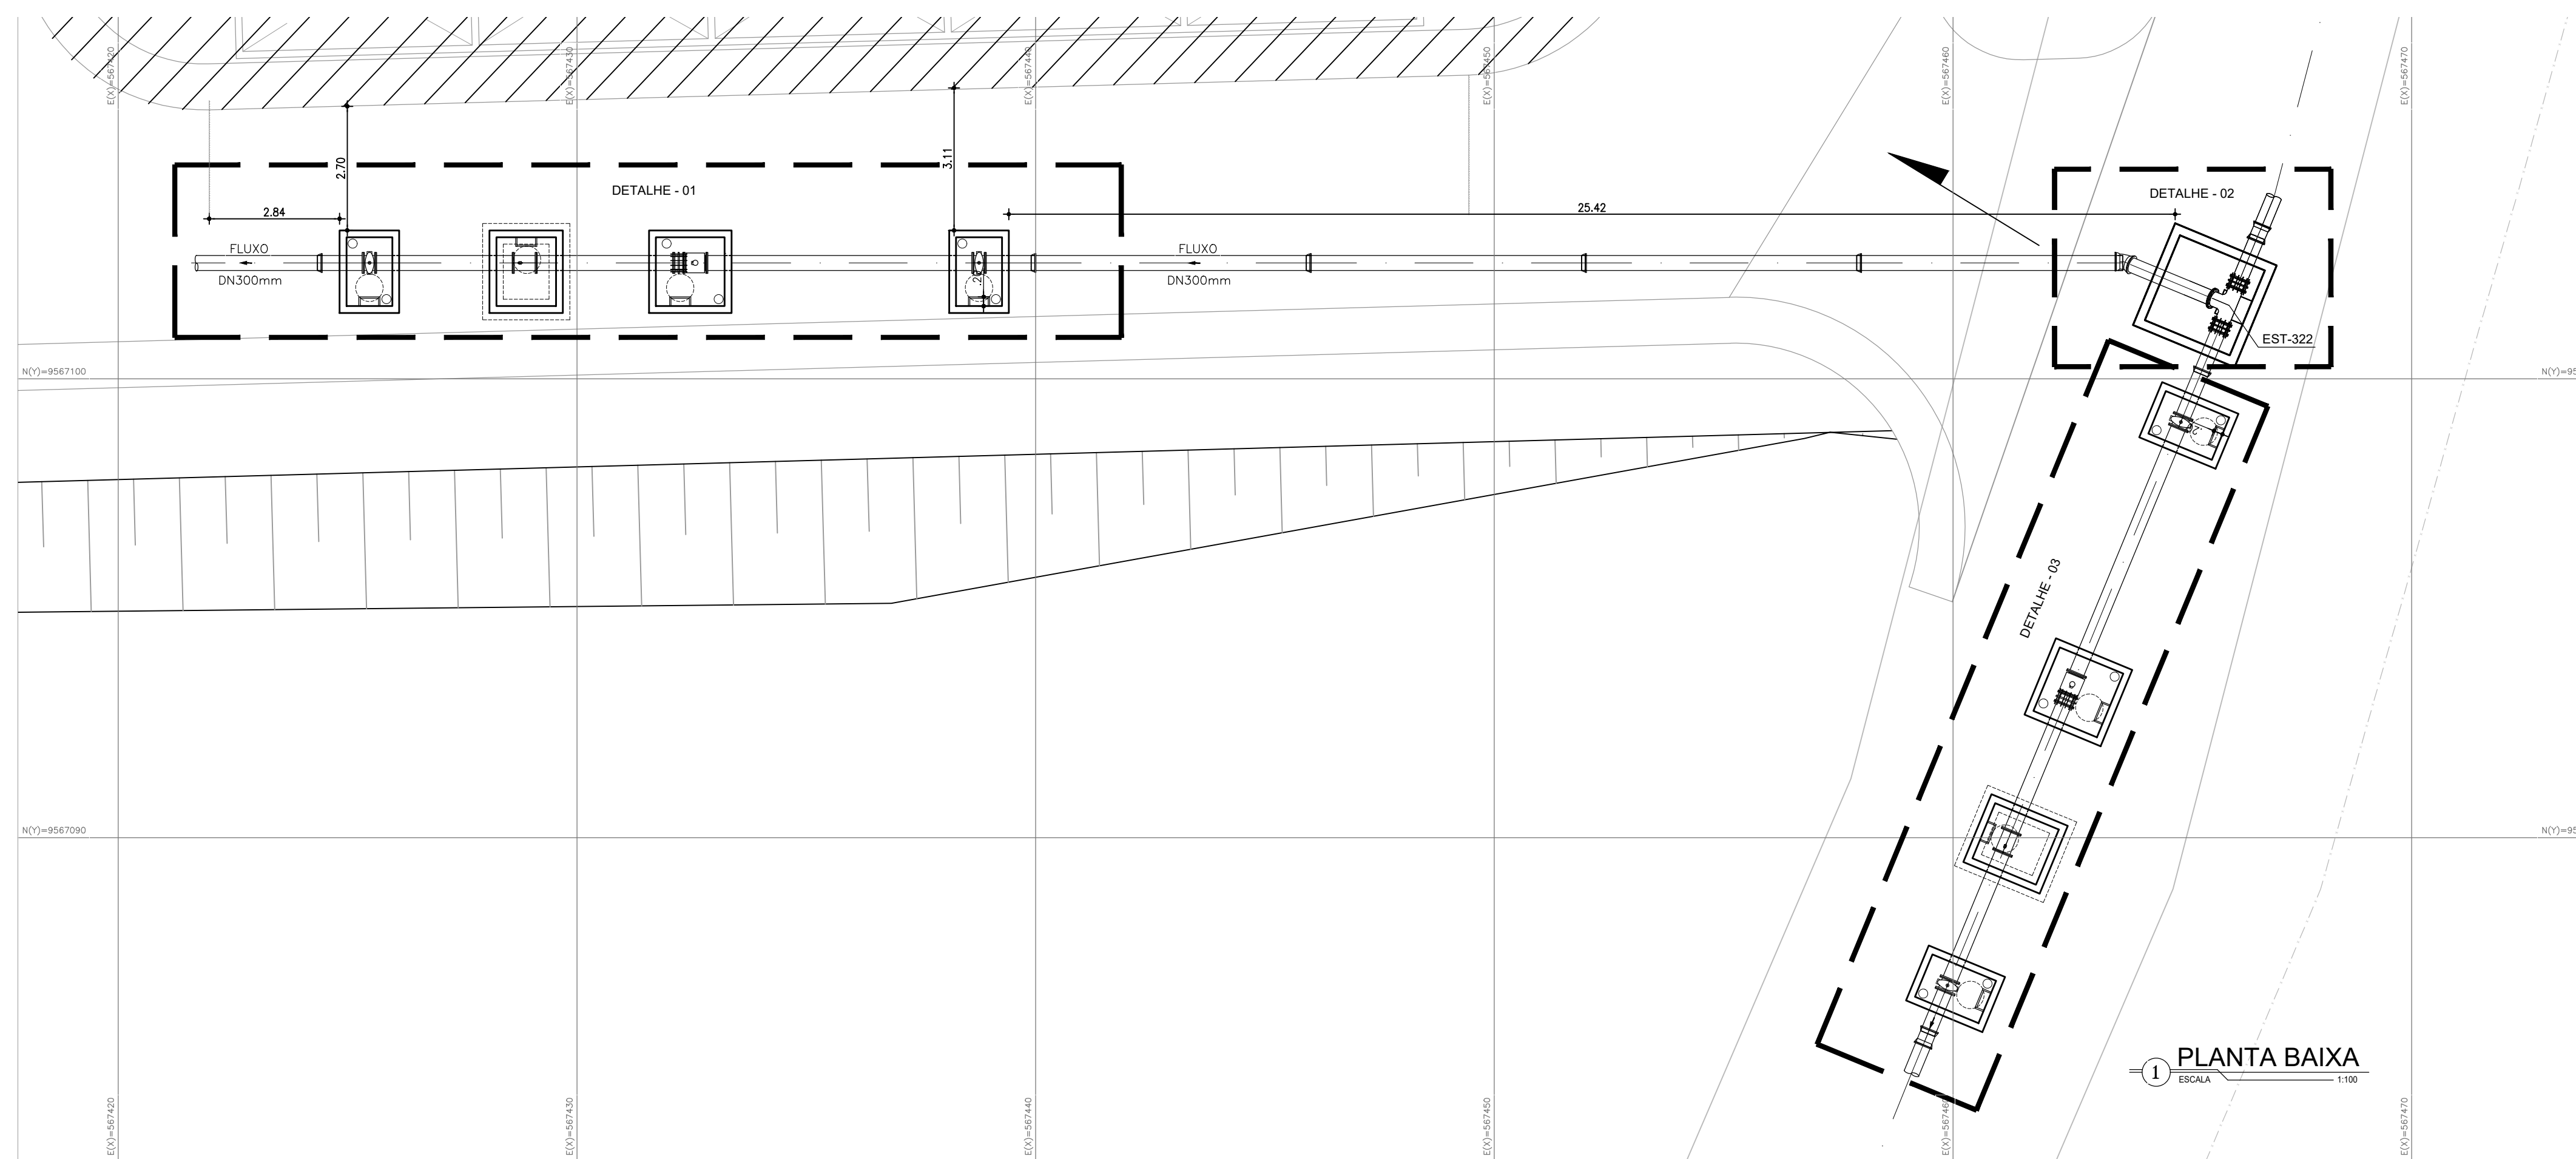 E(X)=567420
E(X)=567430
E(X)=567440
E(X)=567450
E(X)=567460
E(X)=567470
2.70
3.11
DETALHE - 01
DETALHE - 02
2.84
25.42
FLUXO
DN300mm
FLUXO
DN300mm
EST-322
N(Y)=9567100
DETALHE - 03
N(Y)=9567090
1
PLANTA BAIXA
ESCALA
1:100
E(X)=567420
E(X)=567430
E(X)=567440
E(X)=567450
E(X)=567460
E(X)=567470